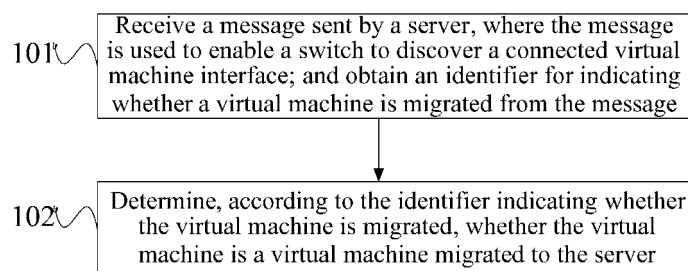 101
Receive a message sent by a server, where the message
is used to enable a switch to discover a connected virtual
machine interface; and obtain an identifier for indicating
whether a virtual machine is migrated from the message
102
Determine, according to the identifier indicating whether
the virtual machine is migrated, whether the virtual
machine is a virtual machine migrated to the server